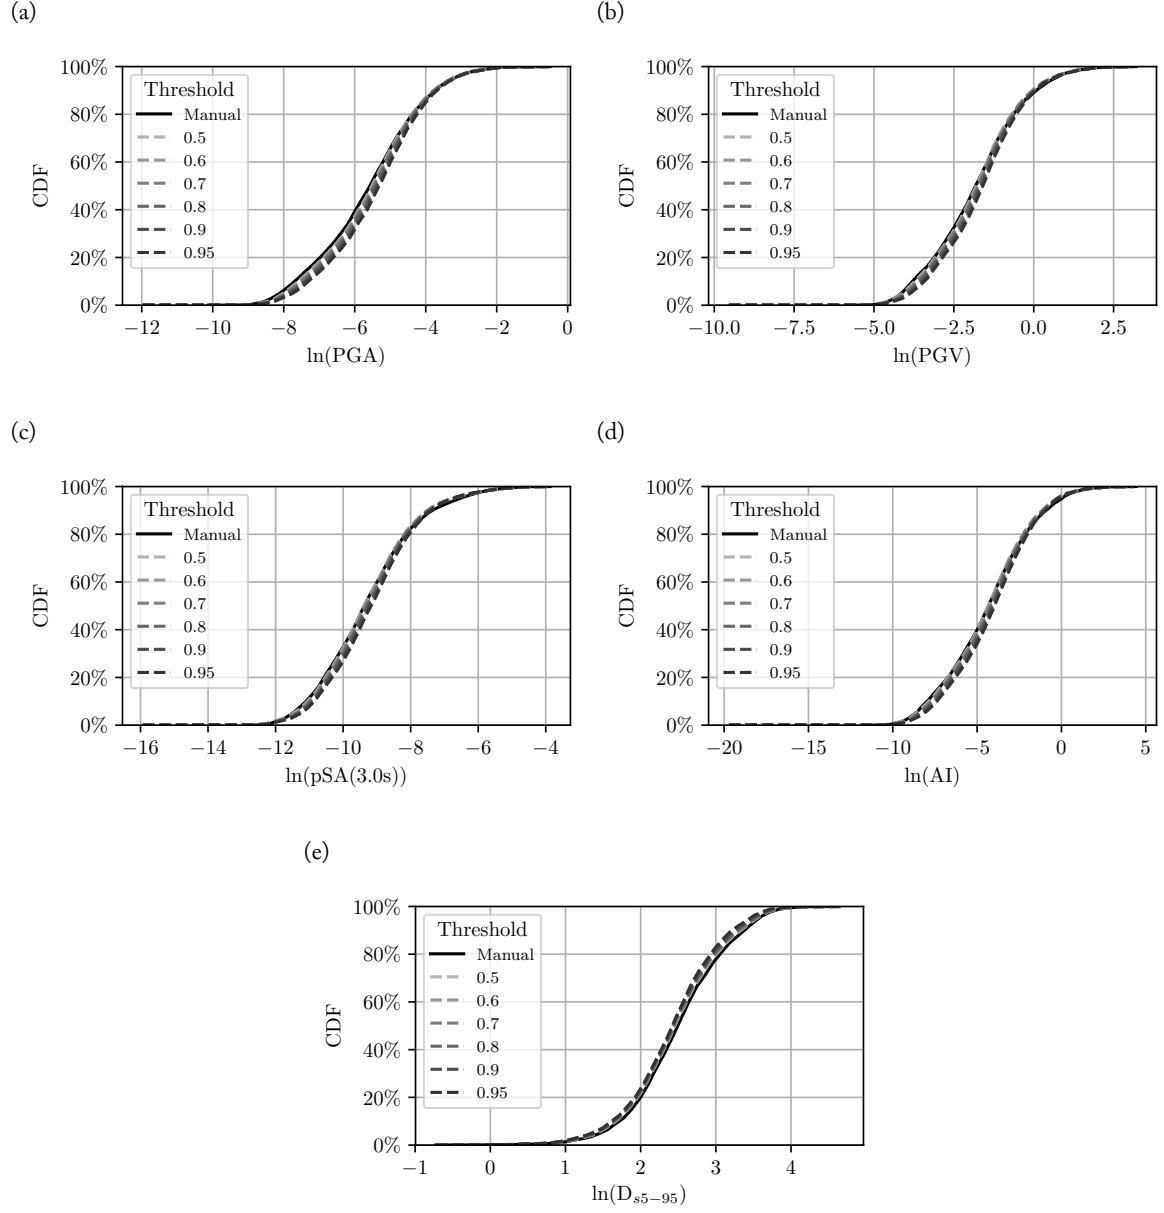 (a)
(b)
100%
80%
60%
40%
20%
0%
CDF
Threshold
Manual
0.5
0.6
0.7
0.8
0.9
0.95
−12 −10 −8 −6 −4 −2 0
ln(PGA)
100%
80%
60%
40%
20%
0%
CDF
Threshold
Manual
0.5
0.6
0.7
0.8
0.9
0.95
−10.0 −7.5 −5.0 −2.5 0.0 2.5
ln(PGV)
(c)
(d)
100%
80%
60%
40%
20%
0%
CDF
Threshold
Manual
0.5
0.6
0.7
0.8
0.9
0.95
−16 −14 −12 −10 −8 −6 −4
ln(pSA(3.0s))
100%
80%
60%
40%
20%
0%
CDF
Threshold
Manual
0.5
0.6
0.7
0.8
0.9
0.95
−20 −15 −10 −5 0 5
ln(AI)
(e)
100%
80%
60%
40%
20%
0%
CDF
Threshold
Manual
0.5
0.6
0.7
0.8
0.9
0.95
−1 0 1 2 3 4
ln(D_{s5−95})